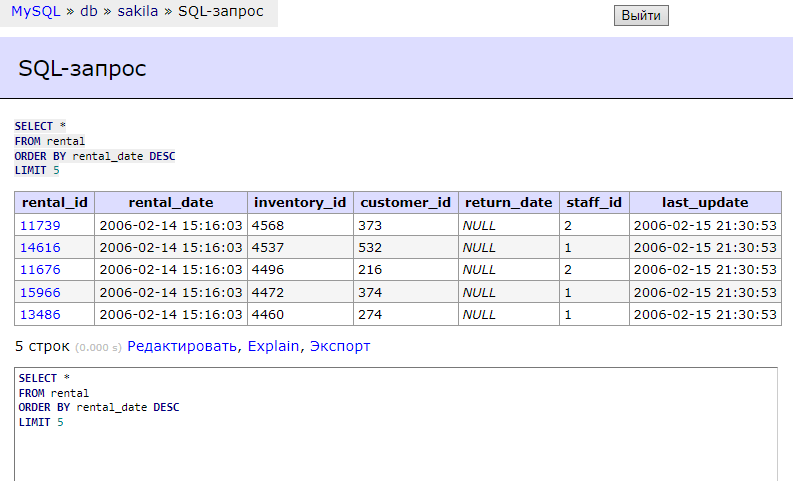 MySQL » db » sakila » SQL-запрос
Выйти
SQL-запрос
SELECT *
FROM rental
ORDER BY rental_date DESC
LIMIT 5
rental_id rental_date inventory_id customer_id return_date staff_id last_update
11739 2006-02-14 15:16:03 4568 373 NULL 2 2006-02-15 21:30:53
14616 2006-02-14 15:16:03 4537 532 NULL 1 2006-02-15 21:30:53
11676 2006-02-14 15:16:03 4496 216 NULL 2 2006-02-15 21:30:53
15966 2006-02-14 15:16:03 4472 374 NULL 1 2006-02-15 21:30:53
13486 2006-02-14 15:16:03 4460 274 NULL 1 2006-02-15 21:30:53
5 строк (0.000 s) Редактировать, Explain, Экспорт
SELECT *
FROM rental
ORDER BY rental_date DESC
LIMIT 5